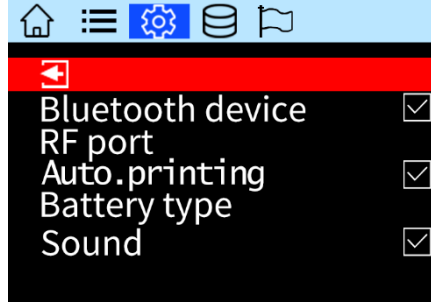 Bluetooth device
RF port
Auto.printing
Battery type
Sound